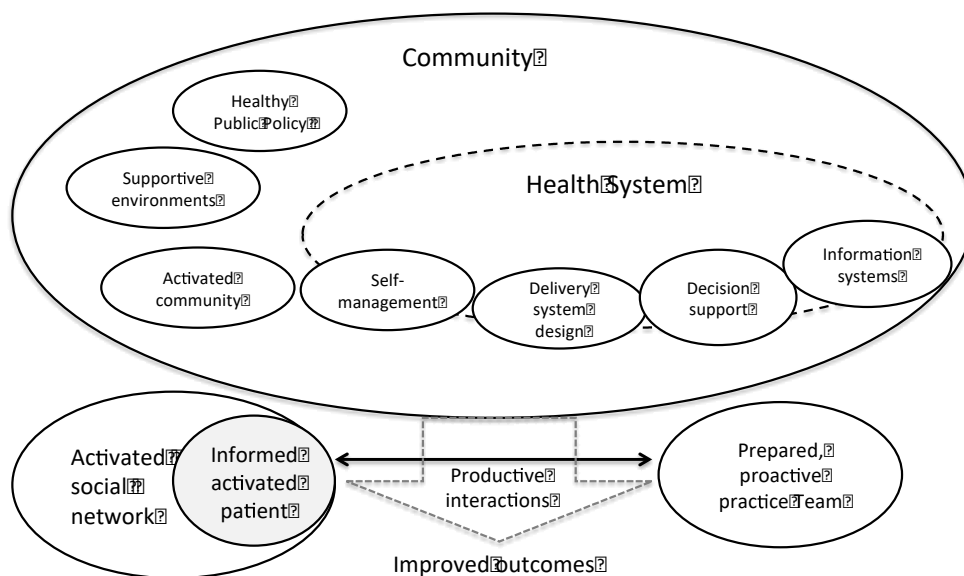 Community
Healthy
Public Policy
Supportive
environments
Health System
Activated
community
Self-
management
Delivery
system
design
Decision
support
Information
systems
Activated
social
network
Informed
activated
patient
Productive
interactions
Prepared,
proactive
practice Team
Improved outcomes